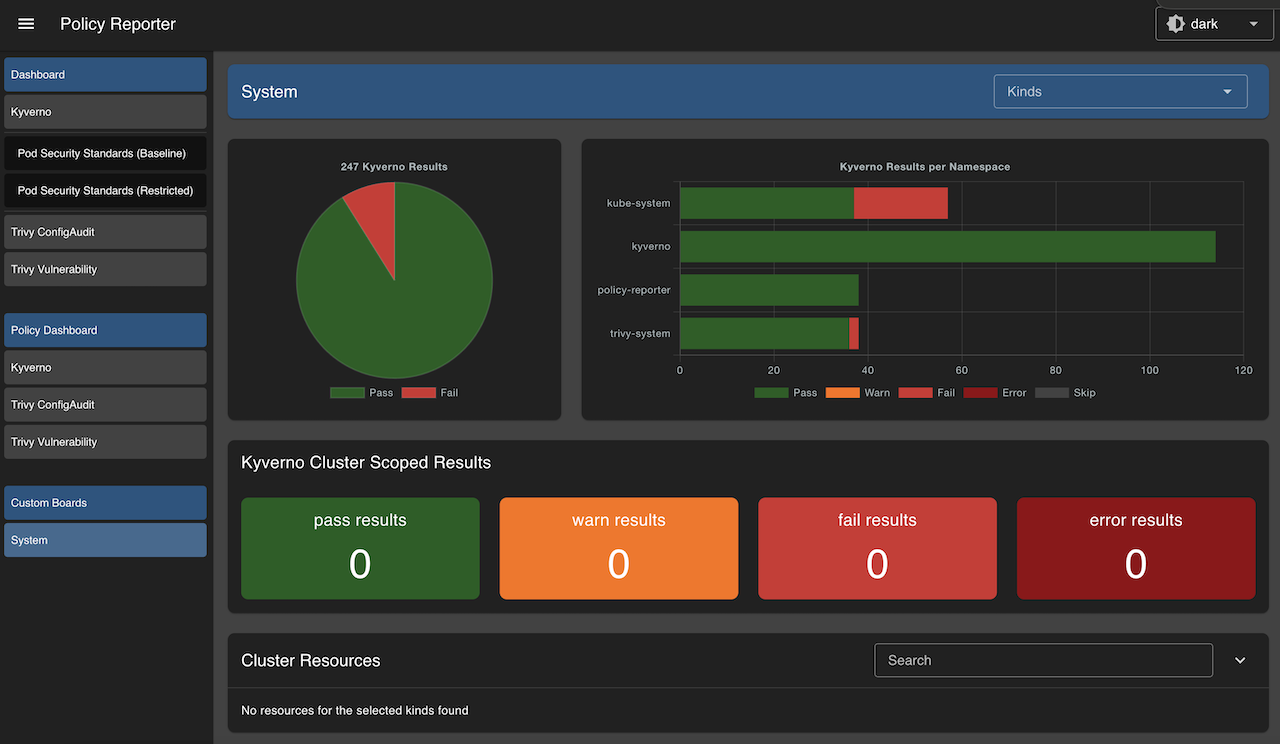 Policy Reporter
dark
Dashboard
Kyverno
Pod Security Standards (Baseline)
Pod Security Standards (Restricted)
Trivy ConfigAudit
Trivy Vulnerability
Policy Dashboard
Kyverno
Trivy ConfigAudit
Trivy Vulnerability
Custom Boards
System
System
Kinds
247 Kyverno Results
Pass Fail
Kyverno Results per Namespace
kube-system
kyverno
policy-reporter
trivy-system
0 20 40 60 80 100 120
Pass Warn Fail Error Skip
Kyverno Cluster Scoped Results
pass results
0
warn results
0
fail results
0
error results
0
Cluster Resources
Search
No resources for the selected kinds found